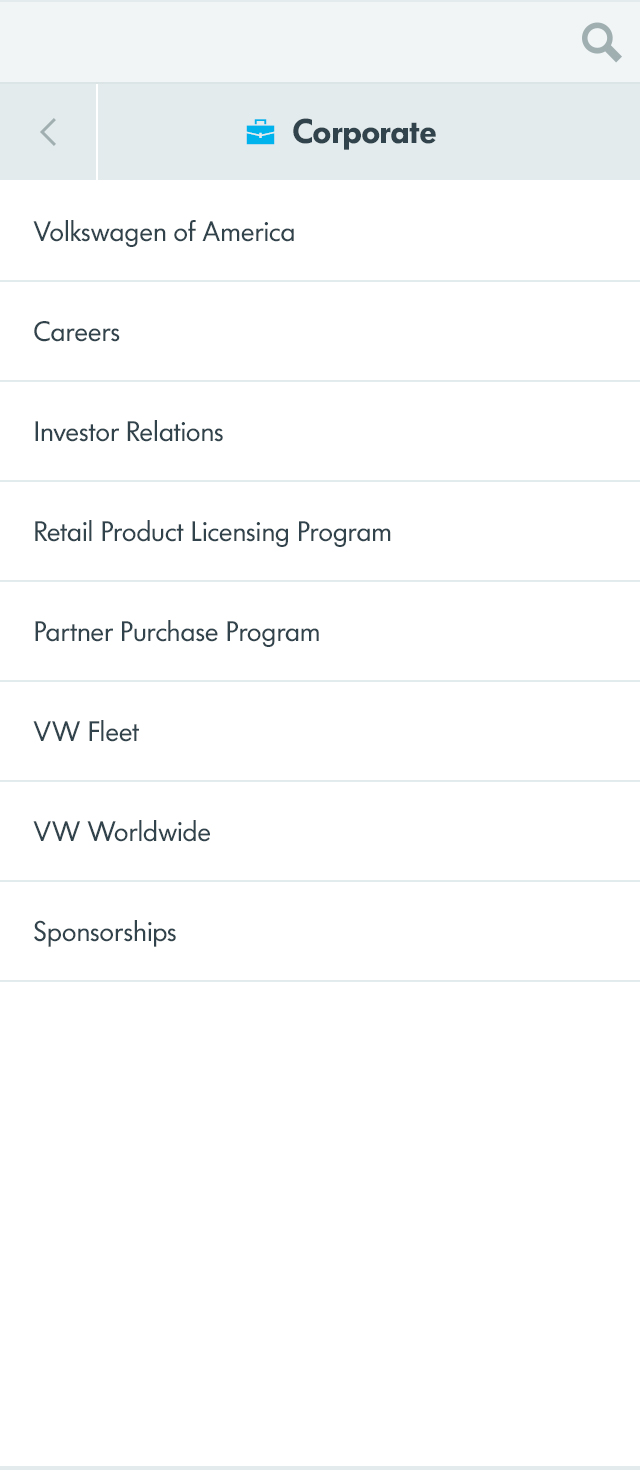 Corporate
Volkswagen of America
Careers
Investor Relations
Retail Product Licensing Program
Partner Purchase Program
VW Fleet
VW Worldwide
Sponsorships